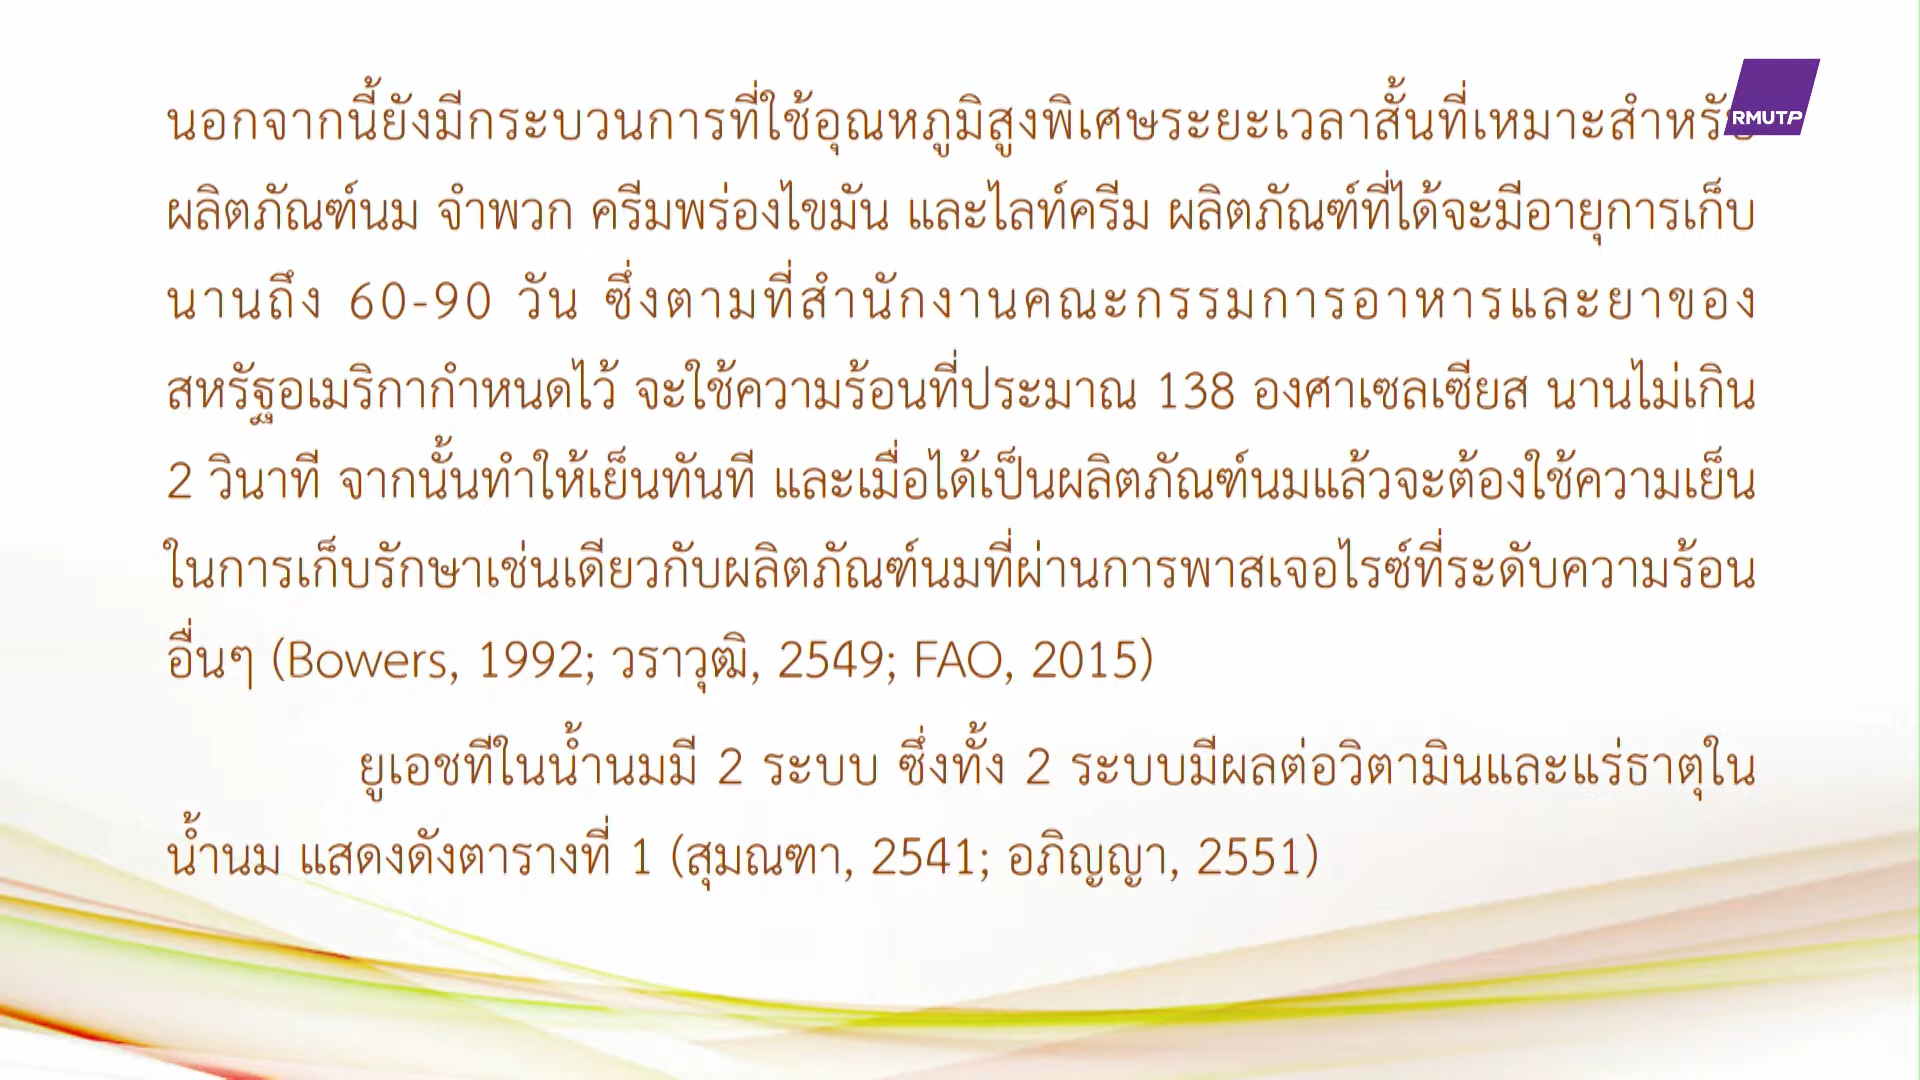 RMUTP
นอกจากนี้ยังมีกระบวนการที่ใช้อุณหภูมิสูงพิเศษระยะเวลาสั้นที่เหมาะสำหรับ
ผลิตภัณฑ์นม จำพวก ครีมพร่องไขมัน และไลท์ครีม ผลิตภัณฑ์ที่ได้จะมีอายุการเก็บ
นานถึง 60-90 วัน ซึ่งตามที่สำนักงานคณะกรรมการอาหารและยาของ
สหรัฐอเมริกากำหนดไว้ จะใช้ความร้อนที่ประมาณ 138 องศาเซลเซียส นานไม่เกิน
2 วินาที จากนั้นทำให้เย็นทันที และเมื่อได้เป็นผลิตภัณฑ์นมแล้วจะต้องใช้ความเย็น
ในการเก็บรักษาเช่นเดียวกับผลิตภัณฑ์นมที่ผ่านการพาสเจอไรซ์ที่ระดับความร้อน
อื่นๆ (Bowers, 1992; วราวุฒิ, 2549; FAO, 2015)
ยูเอชทีในน้ำนมมี 2 ระบบ ซึ่งทั้ง 2 ระบบมีผลต่อวิตามินและแร่ธาตุใน
น้ำนม แสดงดังตารางที่ 1 (สุมณฑา, 2541; อภิญญา, 2551)